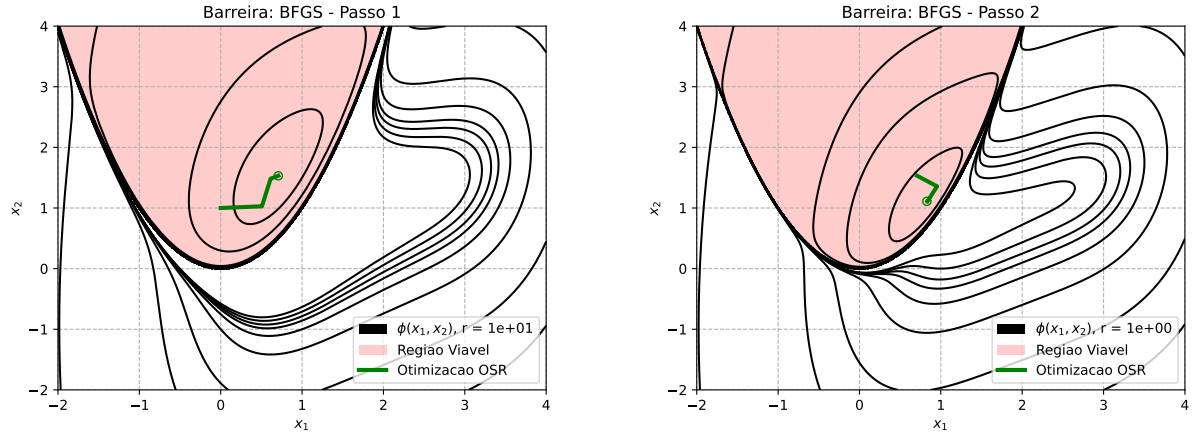 Barreira: BFGS - Passo 1
4
3
2
1
0
−1
−2
x₂
−2
−1
0
1
2
3
4
x₁
ϕ(x₁, x₂), r = 1e+01
Regiao Viavel
Otimizacao OSR
Barreira: BFGS - Passo 2
4
3
2
1
0
−1
−2
x₂
−2
−1
0
1
2
3
4
x₁
ϕ(x₁, x₂), r = 1e+00
Regiao Viavel
Otimizacao OSR